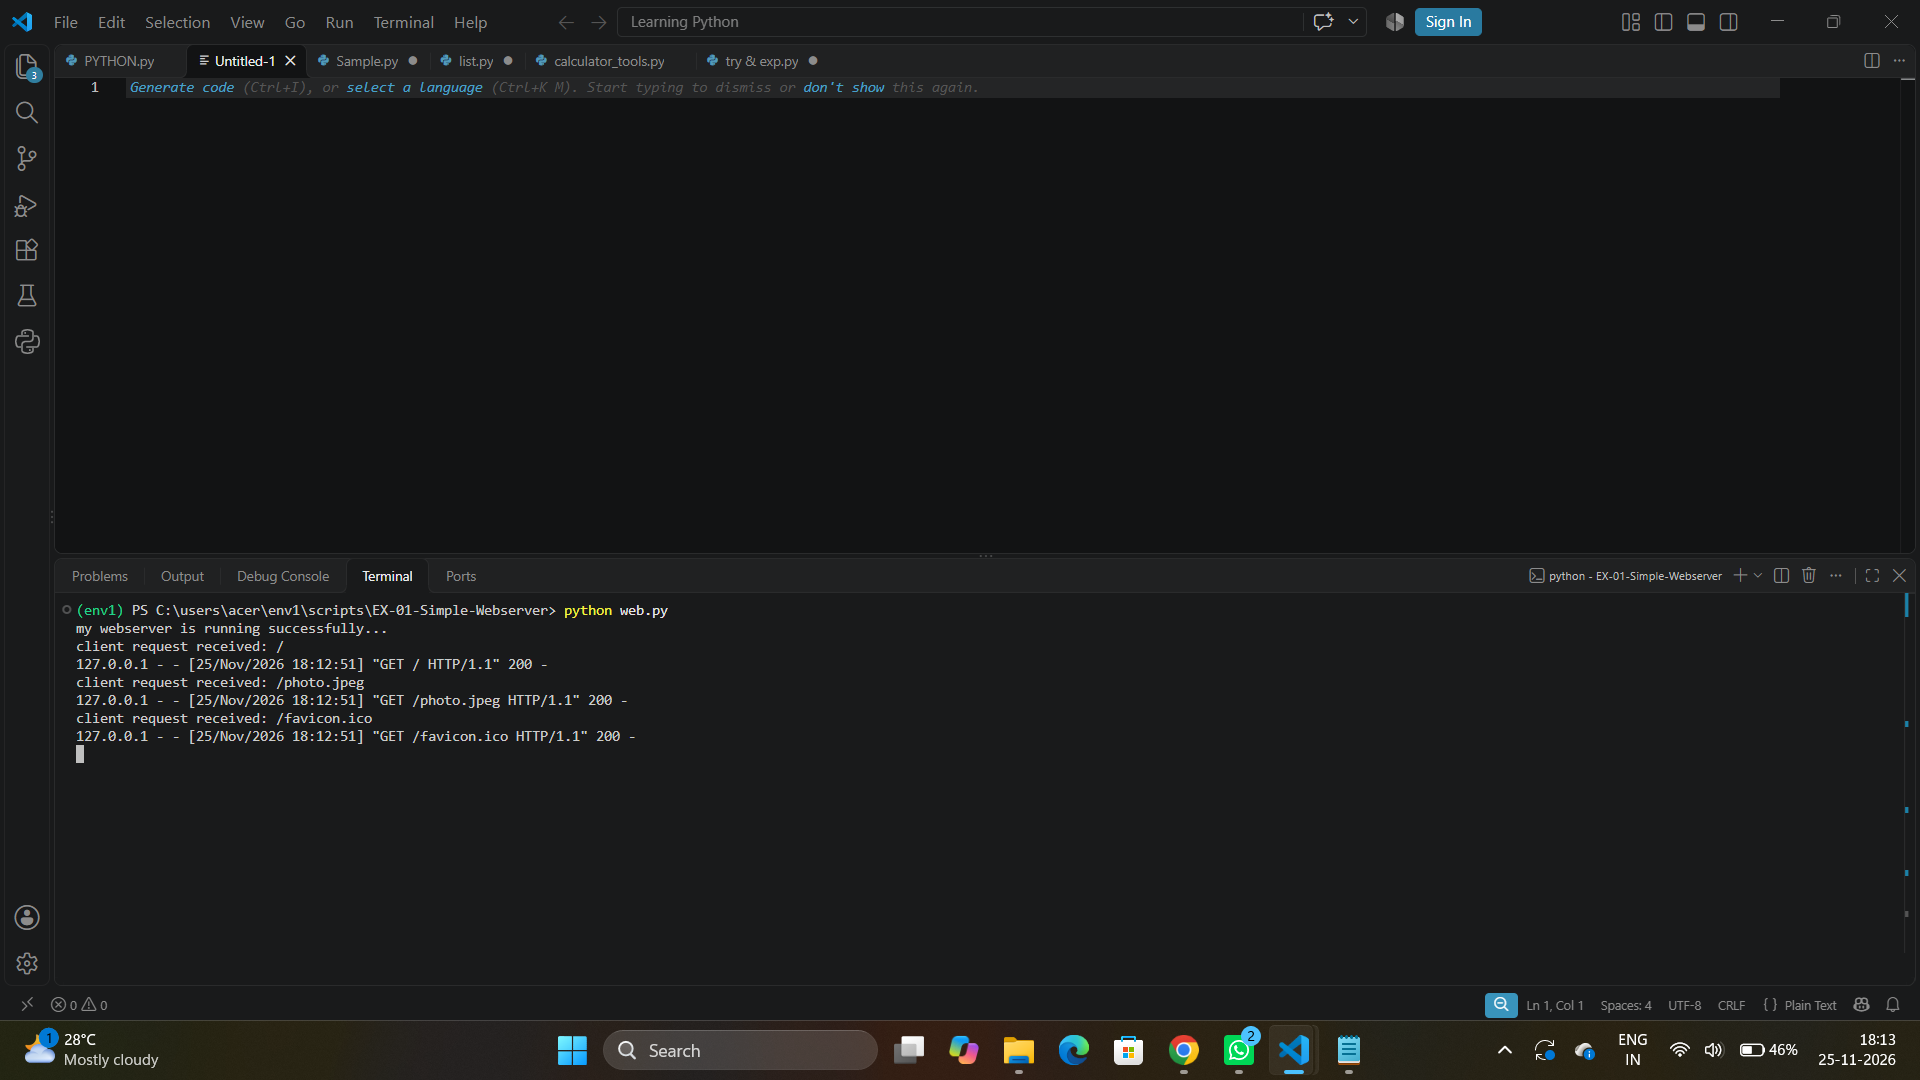 File Edit Selection View Go Run Terminal Help
Learning Python
Sign In
3
PYTHON.py
Untitled-1
Sample.py
list.py
calculator_tools.py
try & exp.py
1
Generate code (Ctrl+I), or select a language (Ctrl+K M). Start typing to dismiss or don't show this again.
Problems Output Debug Console Terminal Ports
python - EX-01-Simple-Webserver
(env1) PS C:\users\acer\env1\scripts\EX-01-Simple-Webserver> python web.py
my webserver is running successfully...
client request received: /
127.0.0.1 - - [25/Nov/2026 18:12:51] "GET / HTTP/1.1" 200 -
client request received: /photo.jpeg
127.0.0.1 - - [25/Nov/2026 18:12:51] "GET /photo.jpeg HTTP/1.1" 200 -
client request received: /favicon.ico
127.0.0.1 - - [25/Nov/2026 18:12:51] "GET /favicon.ico HTTP/1.1" 200 -
0 0
Ln 1, Col 1 Spaces: 4 UTF-8 CRLF {} Plain Text
1
28°C
Mostly cloudy
Search
2
ENG
IN
46%
18:13
25-11-2026